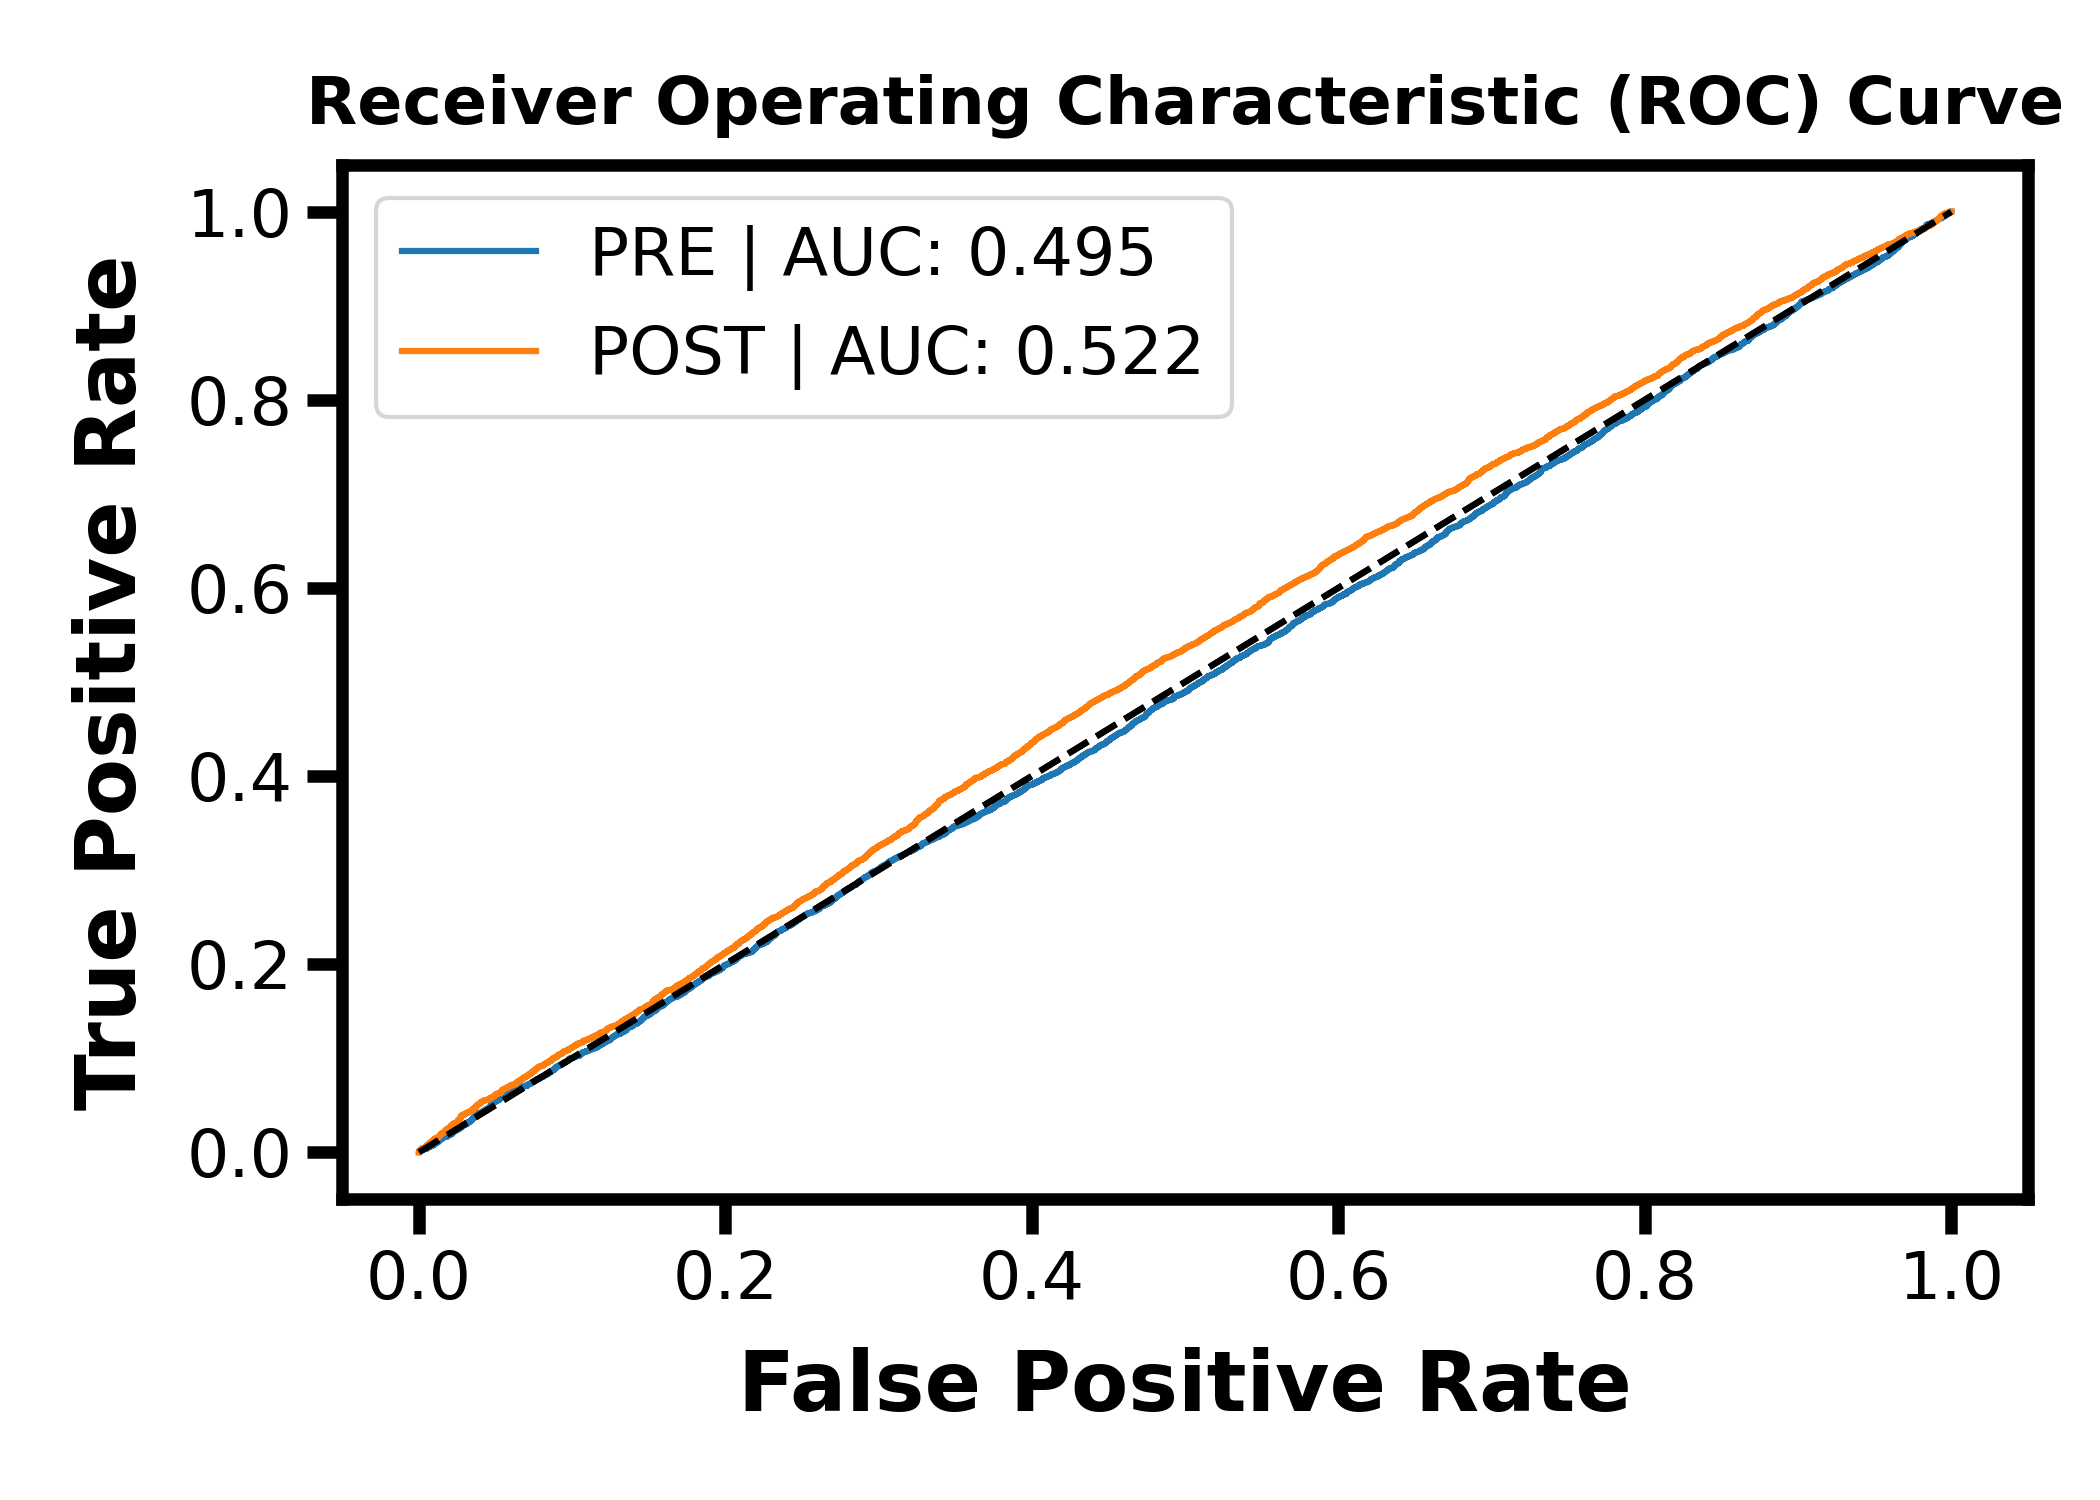 Receiver Operating Characteristic (ROC) Curve
PRE | AUC: 0.495
POST | AUC: 0.522
True Positive Rate
1.0
0.8
0.6
0.4
0.2
0.0
0.0 0.2 0.4 0.6 0.8 1.0
False Positive Rate